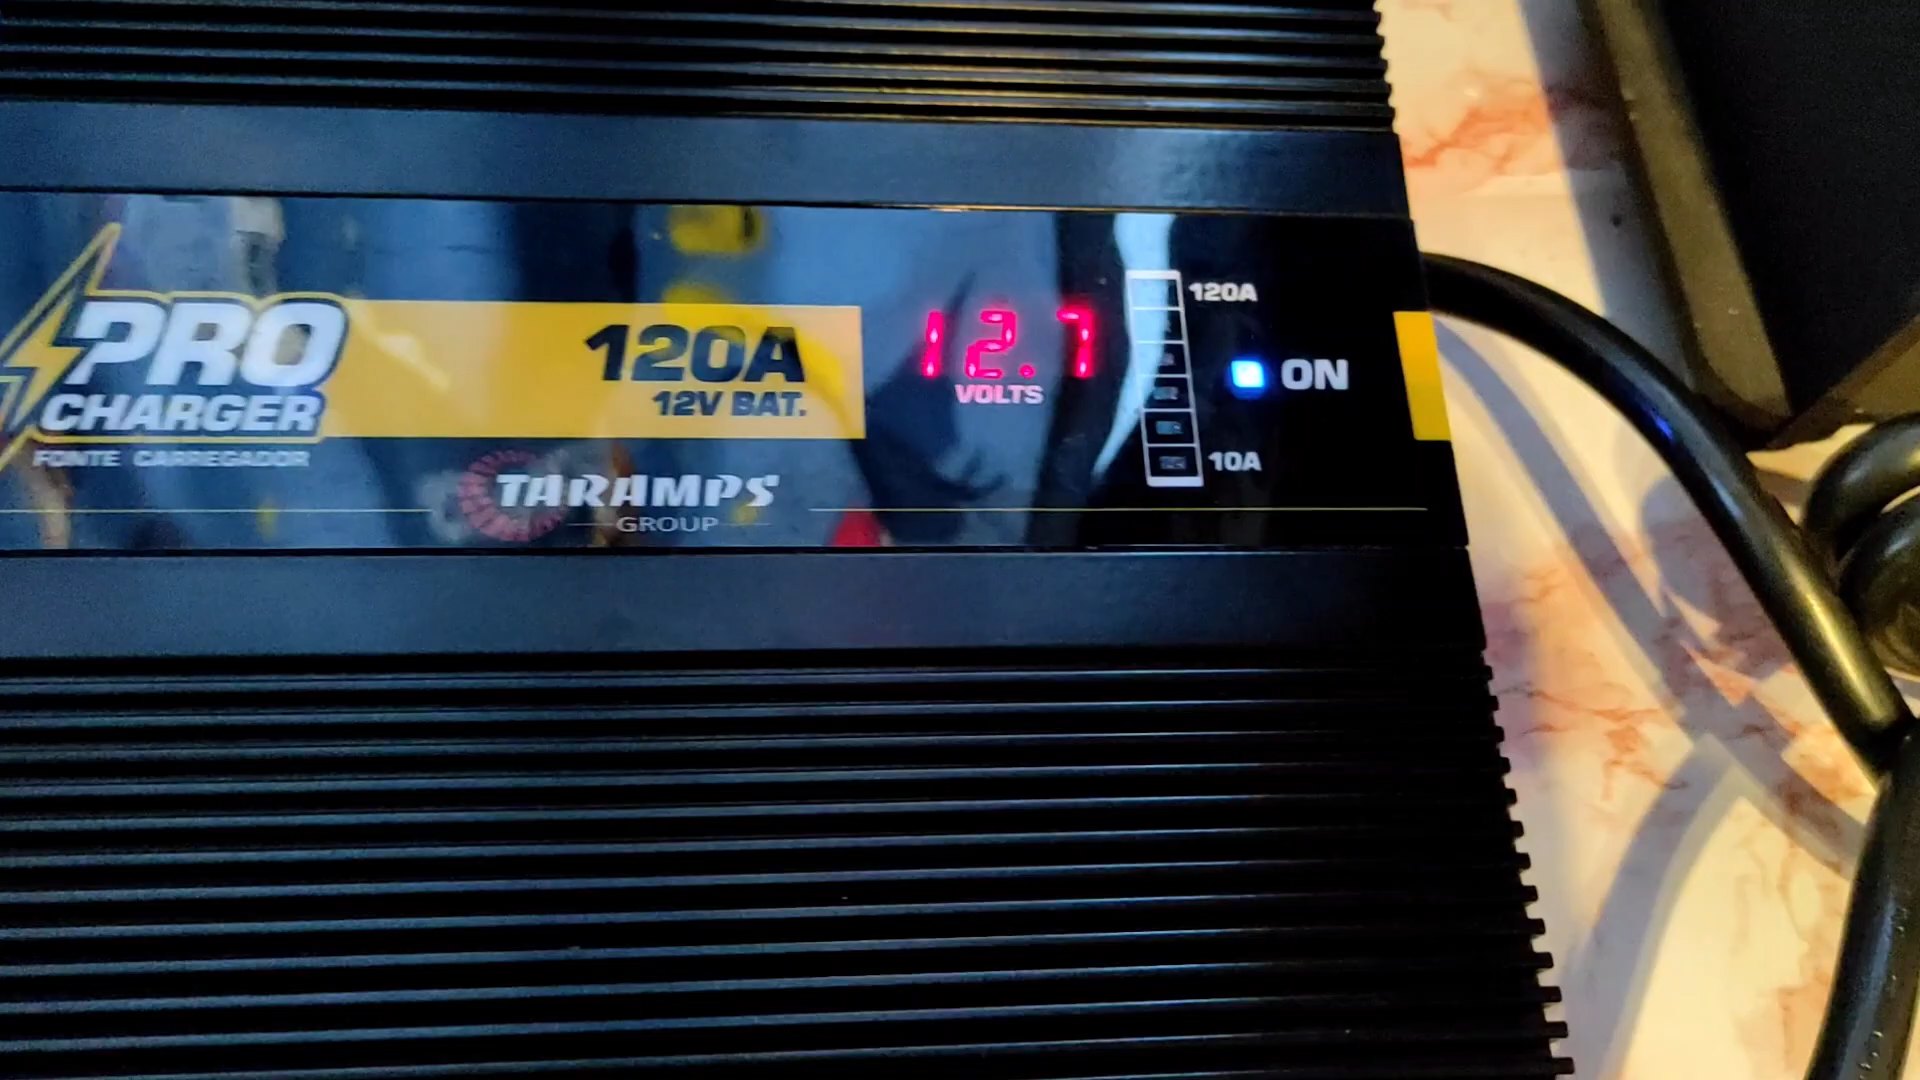 PRO
CHARGER
FONTE CARREGADOR
120A
12V BAT.
TARAMPS
GROUP
12.7
VOLTS
120A
10A
ON